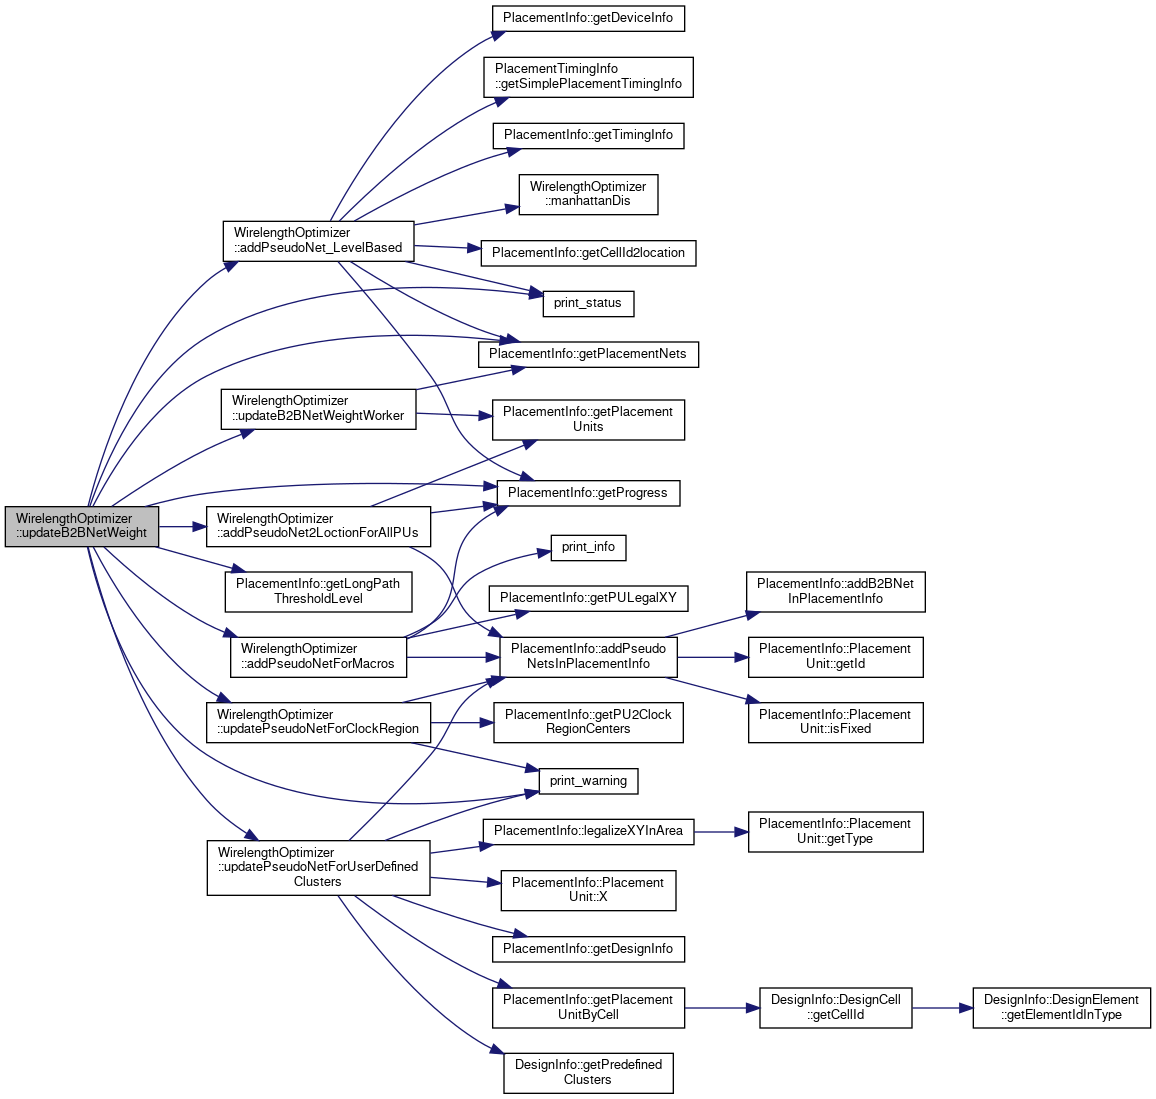 PlacementInfo::getDeviceInfo
PlacementTimingInfo
::getSimplePlacementTimingInfo
PlacementInfo::getTimingInfo
WirelengthOptimizer
::manhattanDis
WirelengthOptimizer
::addPseudoNet_LevelBased
PlacementInfo::getCellId2location
print_status
PlacementInfo::getPlacementNets
WirelengthOptimizer
::updateB2BNetWeightWorker
PlacementInfo::getPlacement
Units
PlacementInfo::getProgress
WirelengthOptimizer
::updateB2BNetWeight
WirelengthOptimizer
::addPseudoNet2LoctionForAllPUs
print_info
PlacementInfo::getLongPath
ThresholdLevel
PlacementInfo::addB2BNet
InPlacementInfo
PlacementInfo::getPULegalXY
WirelengthOptimizer
::addPseudoNetForMacros
PlacementInfo::addPseudo
NetsInPlacementInfo
PlacementInfo::Placement
Unit::getId
WirelengthOptimizer
::updatePseudoNetForClockRegion
PlacementInfo::getPU2Clock
RegionCenters
PlacementInfo::Placement
Unit::isFixed
print_warning
PlacementInfo::legalizeXYInArea
PlacementInfo::Placement
Unit::getType
WirelengthOptimizer
::updatePseudoNetForUserDefined
Clusters
PlacementInfo::Placement
Unit::X
PlacementInfo::getDesignInfo
PlacementInfo::getPlacement
UnitByCell
DesignInfo::DesignCell
::getCellId
DesignInfo::DesignElement
::getElementIdInType
DesignInfo::getPredefined
Clusters